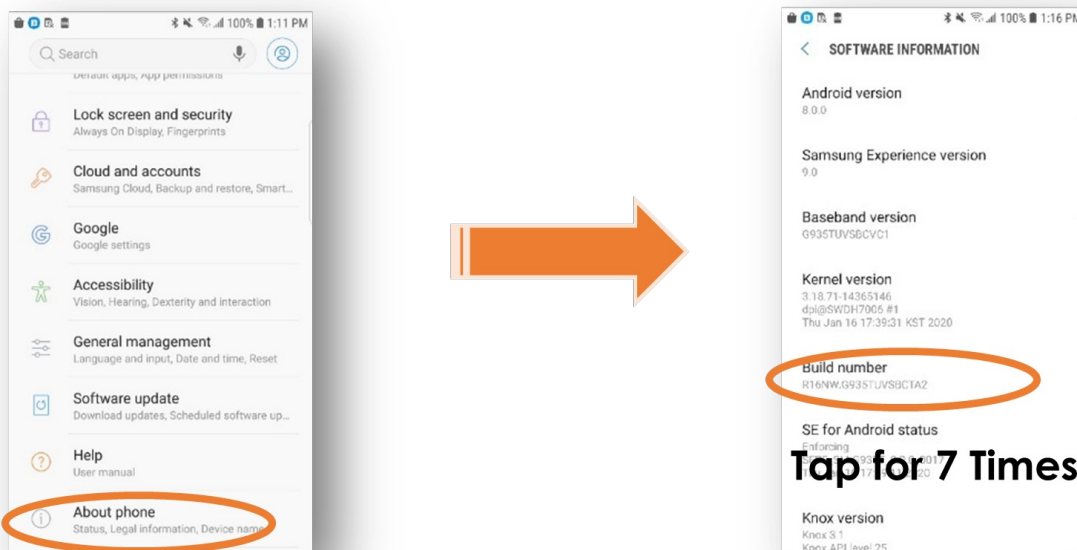 100% 1:11 PM
Search
Default apps, App permissions
Lock screen and security
Always On Display, Fingerprints
Cloud and accounts
Samsung Cloud, Backup and restore, Smart...
Google
Google settings
Accessibility
Vision, Hearing, Dexterity and interaction
General management
Language and input, Date and time, Reset
Software update
Download updates, Scheduled software up...
Help
User manual
About phone
Status, Legal information, Device name
100% 1:16 PM
SOFTWARE INFORMATION
Android version
8.0.0
Samsung Experience version
9.0
Baseband version
G935TUVSBCVC1
Kernel version
3.18.71-14365146
dpi@SWDH7006 #1
Thu Jan 16 17:39:31 KST 2020
Build number
R16NW.G935TUVSBCTA2
SE for Android status
Enforcing
Tap for 7 Times
Knox version
Knox 3.1
Knox API level 25